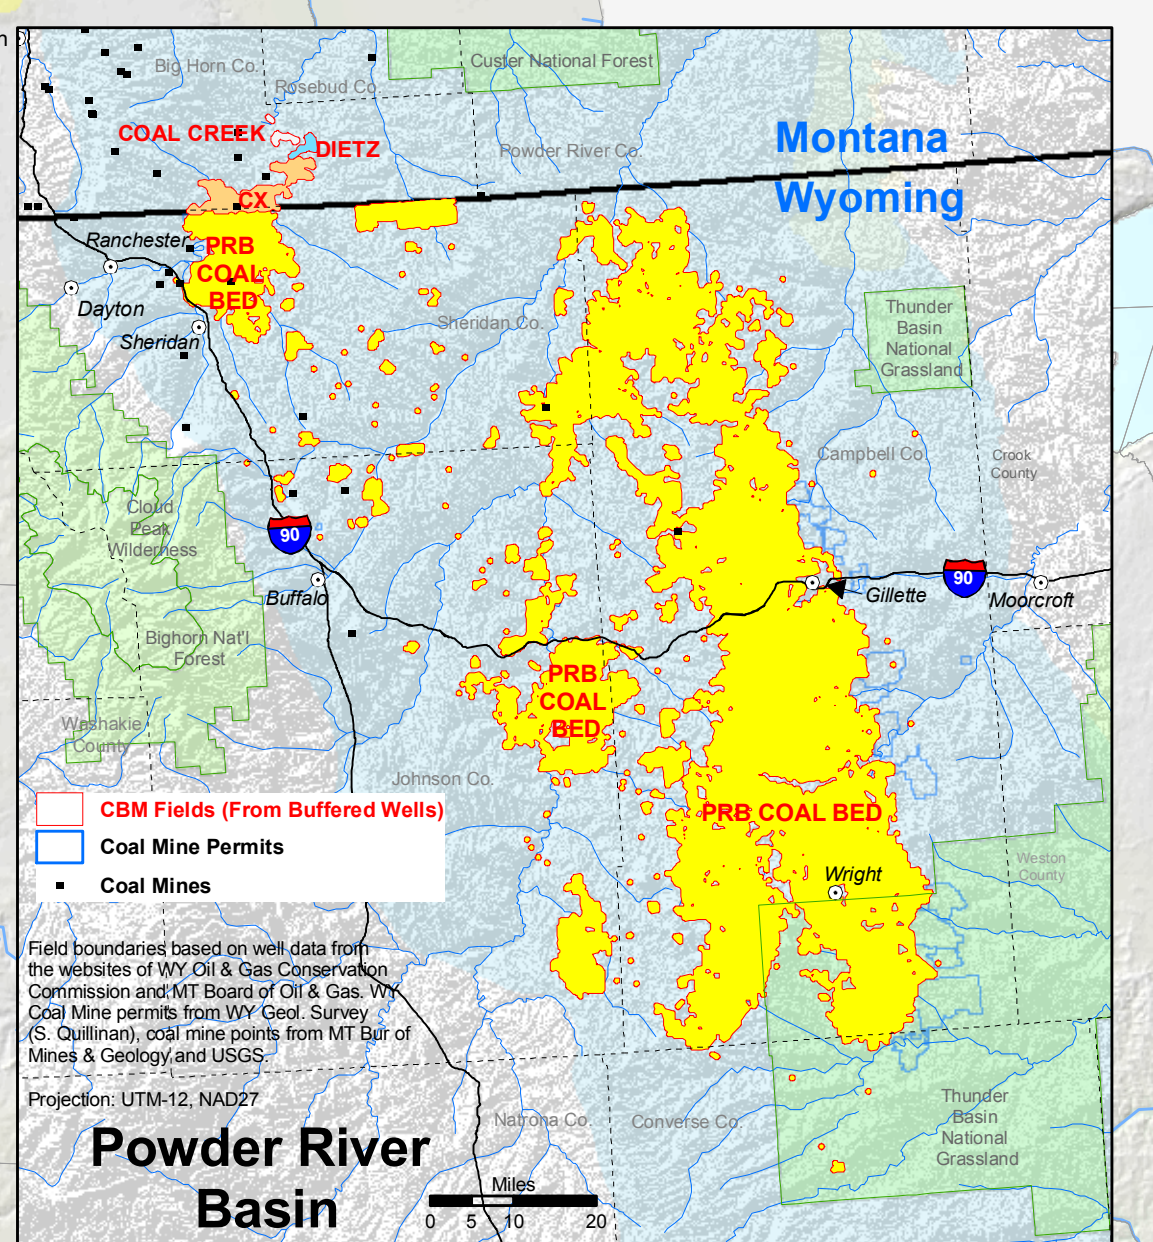 n
Big Horn Co.
Rosebud Co.
Custer National Forest
COAL CREEK
DIETZ
Powder River Co.
Montana
Wyoming
CX
Ranchester
PRB
COAL
BED
Dayton
Sheridan
Sheridan Co.
Thunder
Basin
National
Grassland
Campbell Co
Crook
County
Cloud
Peak
Wilderness
90
90
Buffalo
Gillette
Moorcroft
Bighorn Nat'l
Forest
PRB
COAL
BED
Washakie
County
Johnson Co.
CBM Fields (From Buffered Wells)
Coal Mine Permits
Coal Mines
PRB COAL BED
Wright
Weston
County
Field boundaries based on well data from
the websites of WY Oil & Gas Conservation
Commission and MT Board of Oil & Gas. WY
Coal Mine permits from WY Geol. Survey
(S. Quillinan), coal mine points from MT Bur of
Mines & Geology and USGS.
Projection: UTM-12, NAD27
Natrona Co.
Converse Co.
Thunder
Basin
National
Grassland
Powder River
Basin
Miles
0 5 10 20